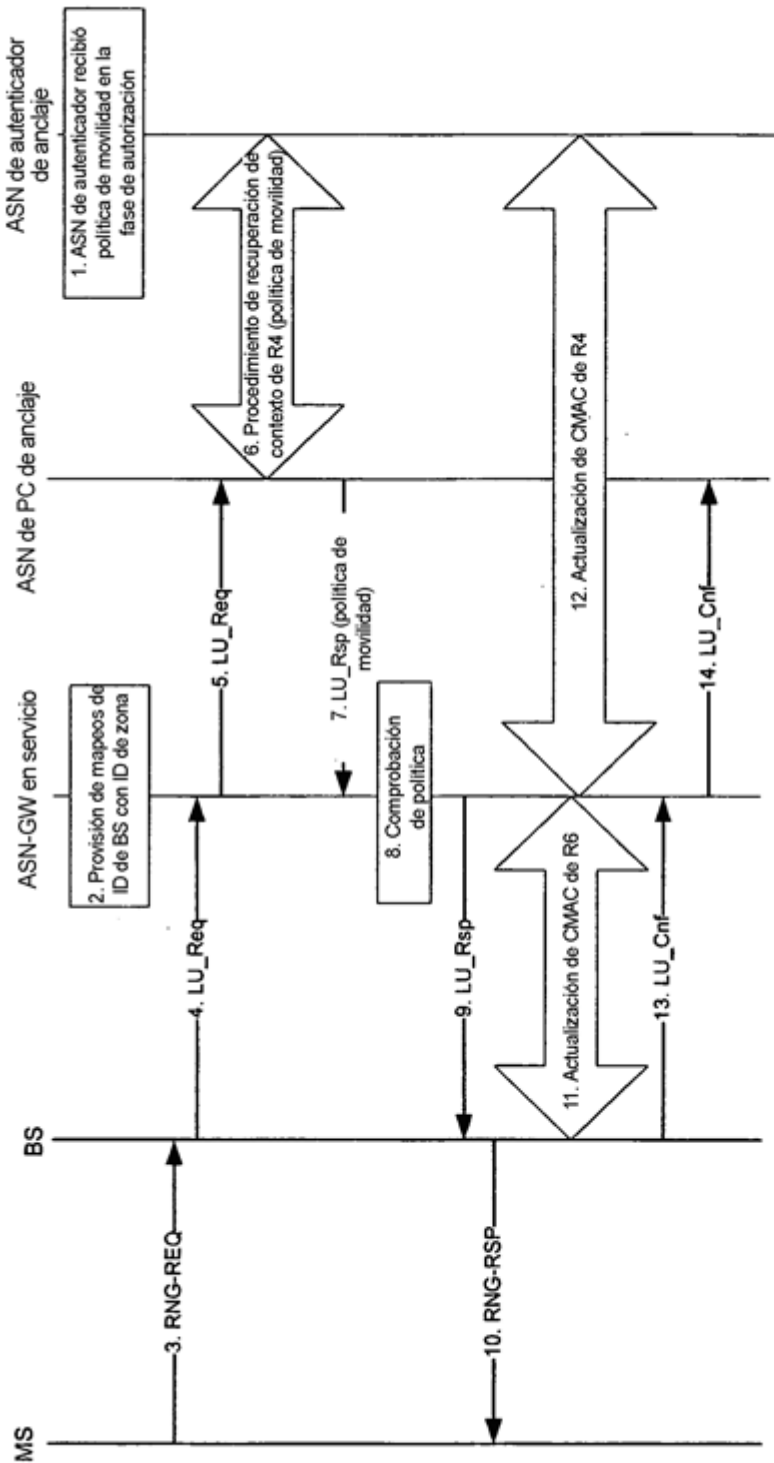 MS
BS
ASN-GW en servicio
ASN de PC de anclaje
ASN de autenticador
de anclaje
1. ASN de autenticador recibió
política de movilidad en la
fase de autorización
2. Provisión de mapeos de
ID de BS con ID de zona
3. RNG-REQ
4. LU_Req
5. LU_Req
6. Procedimiento de recuperación de
contexto de R4 (política de movilidad)
7. LU_Rsp (política de
movilidad)
8. Comprobación
de política
9. LU_Rsp
10. RNG-RSP
11. Actualización de CMAC de R6
12. Actualización de CMAC de R4
13. LU_Cnf
14. LU_Cnf